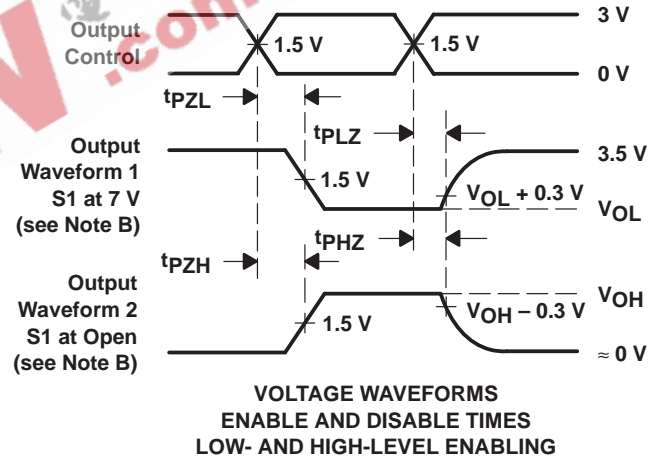 .com
3 V
Output
Control
1.5 V
1.5 V
0 V
tPZL
tPLZ
Output
Waveform 1
S1 at 7 V
(see Note B)
3.5 V
1.5 V
VOL + 0.3 V
VOL
tPHZ
tPZH
Output
Waveform 2
S1 at Open
(see Note B)
VOH
VOH − 0.3 V
1.5 V
≈ 0 V
VOLTAGE WAVEFORMS
ENABLE AND DISABLE TIMES
LOW- AND HIGH-LEVEL ENABLING